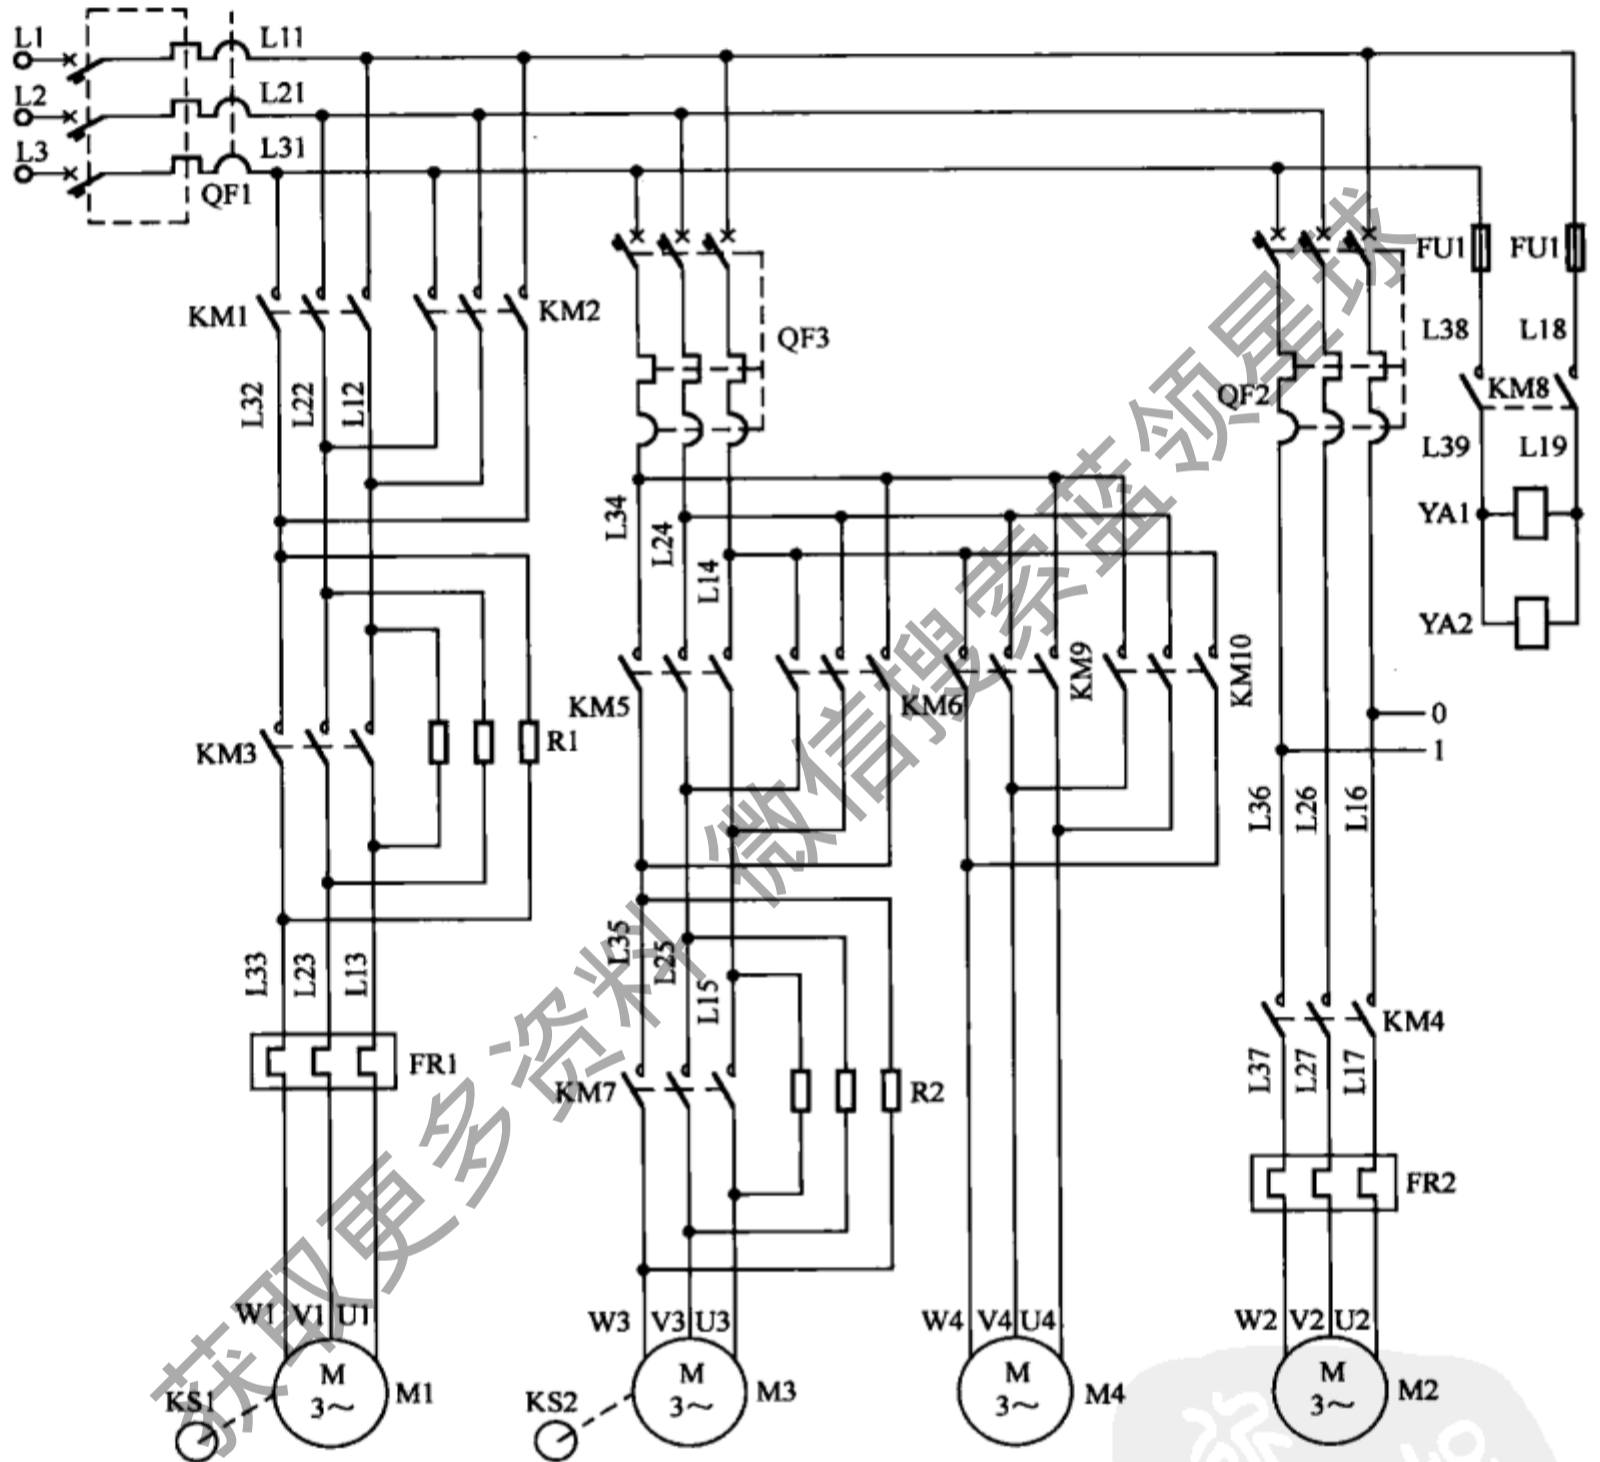 L1
L11
L2
L21
L3
L31
QF1
KM1
KM2
QF3
FU1
FU1
L38
L18
QF2
KM8
L32
L22
L12
L39
L19
YA1
L34
L24
L14
YA2
KM5
KM6
KM9
KM10
0
1
KM3
R1
L36
L26
L16
L33
L23
L13
L35
L25
L15
KM4
FR1
KM7
R2
L37
L27
L17
FR2
W1
V1
U1
W3
V3
U3
W4
V4
U4
W2
V2
U2
KS1
M
3～
M1
KS2
M
3～
M3
M
3～
M4
M
3～
M2
获取更多资料 微信搜索蓝领星球